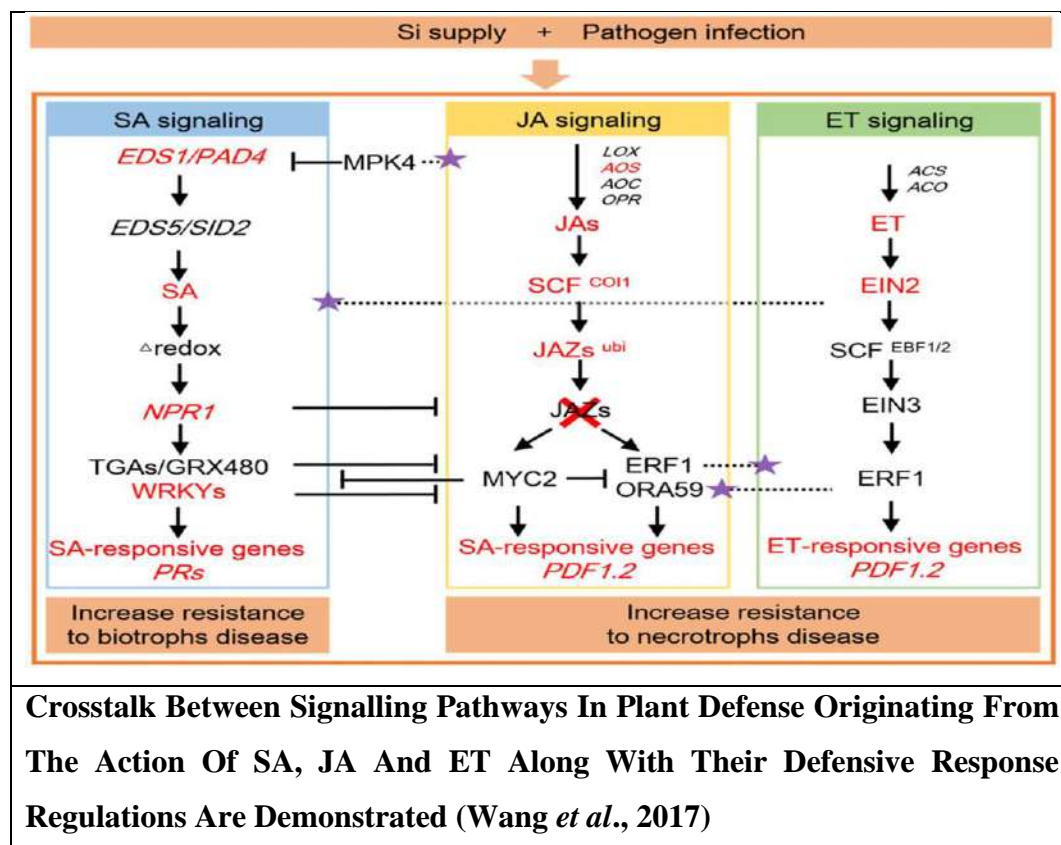 Si supply + Pathogen infection
SA signaling
EDS1/PAD4
EDS5/SID2
SA
△redox
NPR1
TGAs/GRX480
WRKYs
SA-responsive genes
PRs
Increase resistance
to biotrophs disease
MPK4
JA signaling
LOX
AOS
AOC
OPR
JAs
SCF COI1
JAZs ubi
JAZs
MYC2
ERF1
ORA59
SA-responsive genes
PDF1.2
ET signaling
ACS
ACO
ET
EIN2
SCF EBF1/2
EIN3
ERF1
ET-responsive genes
PDF1.2
Increase resistance
to necrotrophs disease
Crosstalk Between Signalling Pathways In Plant Defense Originating From
The Action Of SA, JA And ET Along With Their Defensive Response
Regulations Are Demonstrated (Wang et al., 2017)